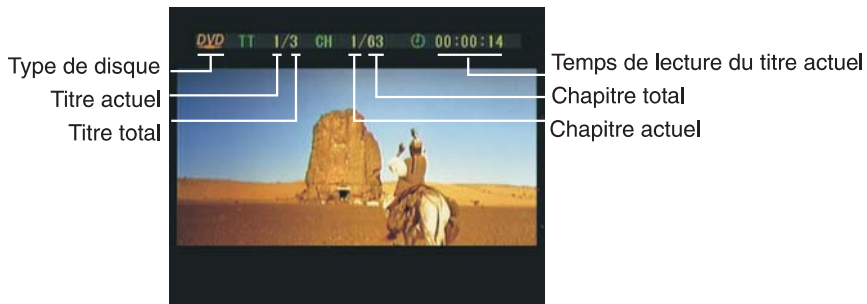 DVD TT 1/3 CH 1/63 00:00:14
Type de disque
Titre actuel
Titre total
Temps de lecture du titre actuel
Chapitre total
Chapitre actuel